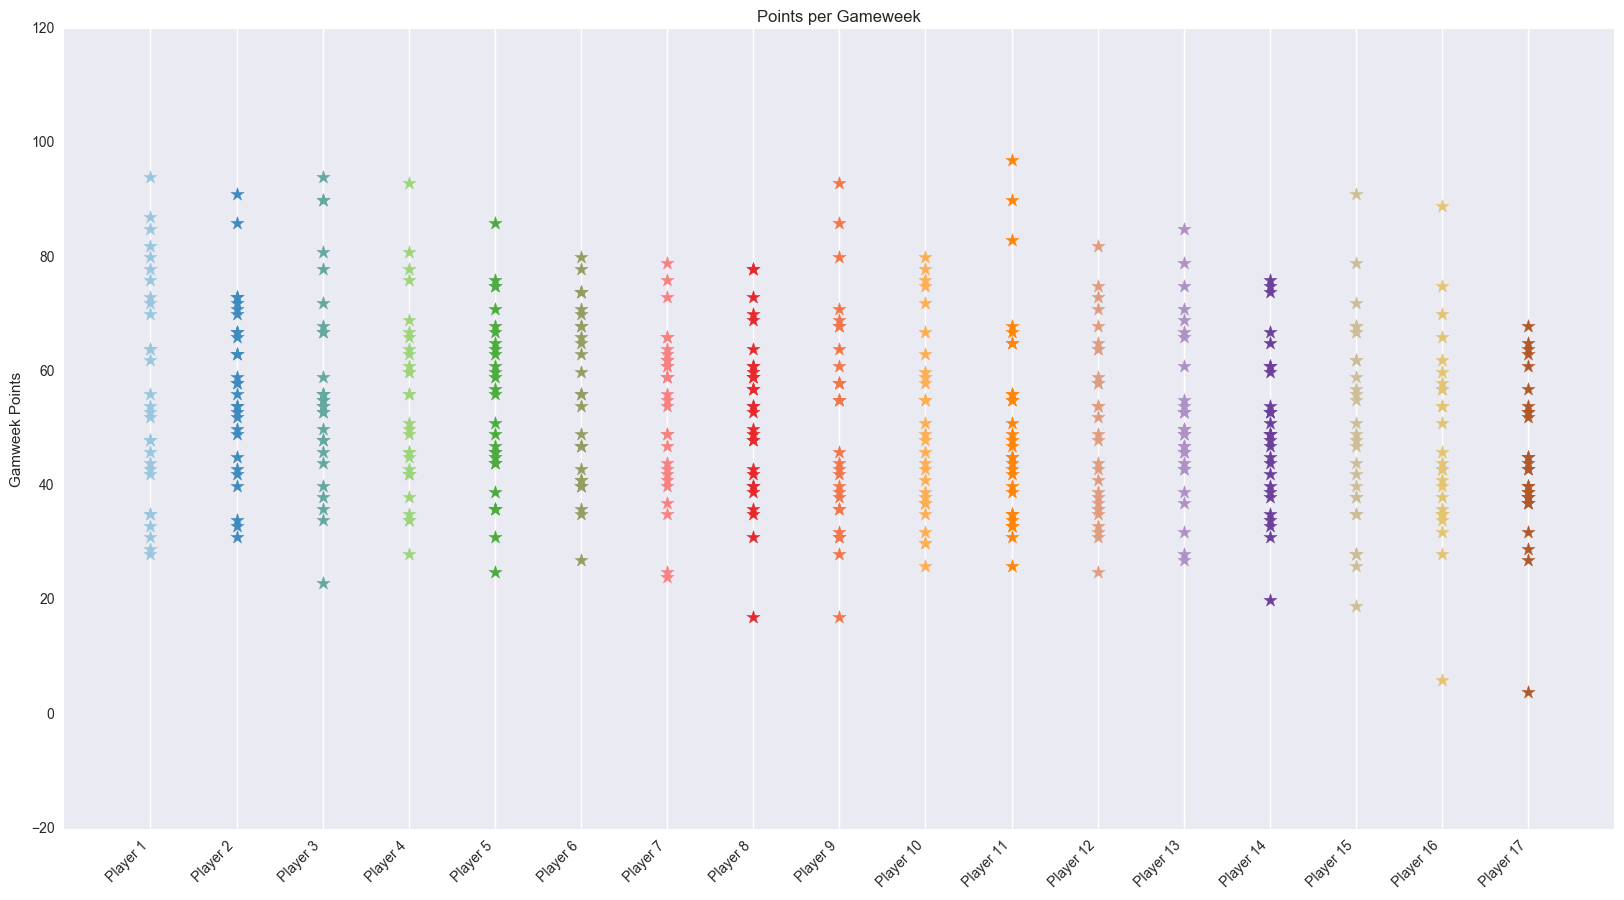 Points per Gameweek
120
100
80
60
40
20
0
−20
Gamweek Points
Player 1
Player 2
Player 3
Player 4
Player 5
Player 6
Player 7
Player 8
Player 9
Player 10
Player 11
Player 12
Player 13
Player 14
Player 15
Player 16
Player 17